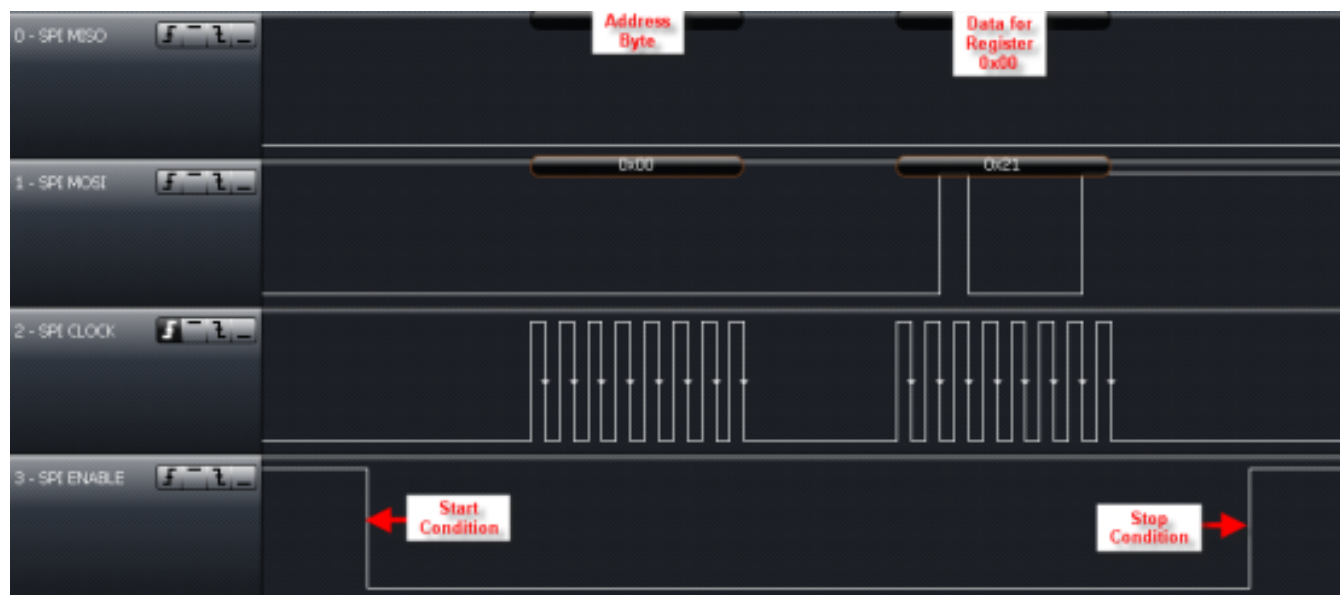 0 - SPI MISO
Address
Byte
Data for
Register
0x00
1 - SPI MOSI
0x00
0x21
2 - SPI CLOCK
3 - SPI ENABLE
Start
Condition
Stop
Condition